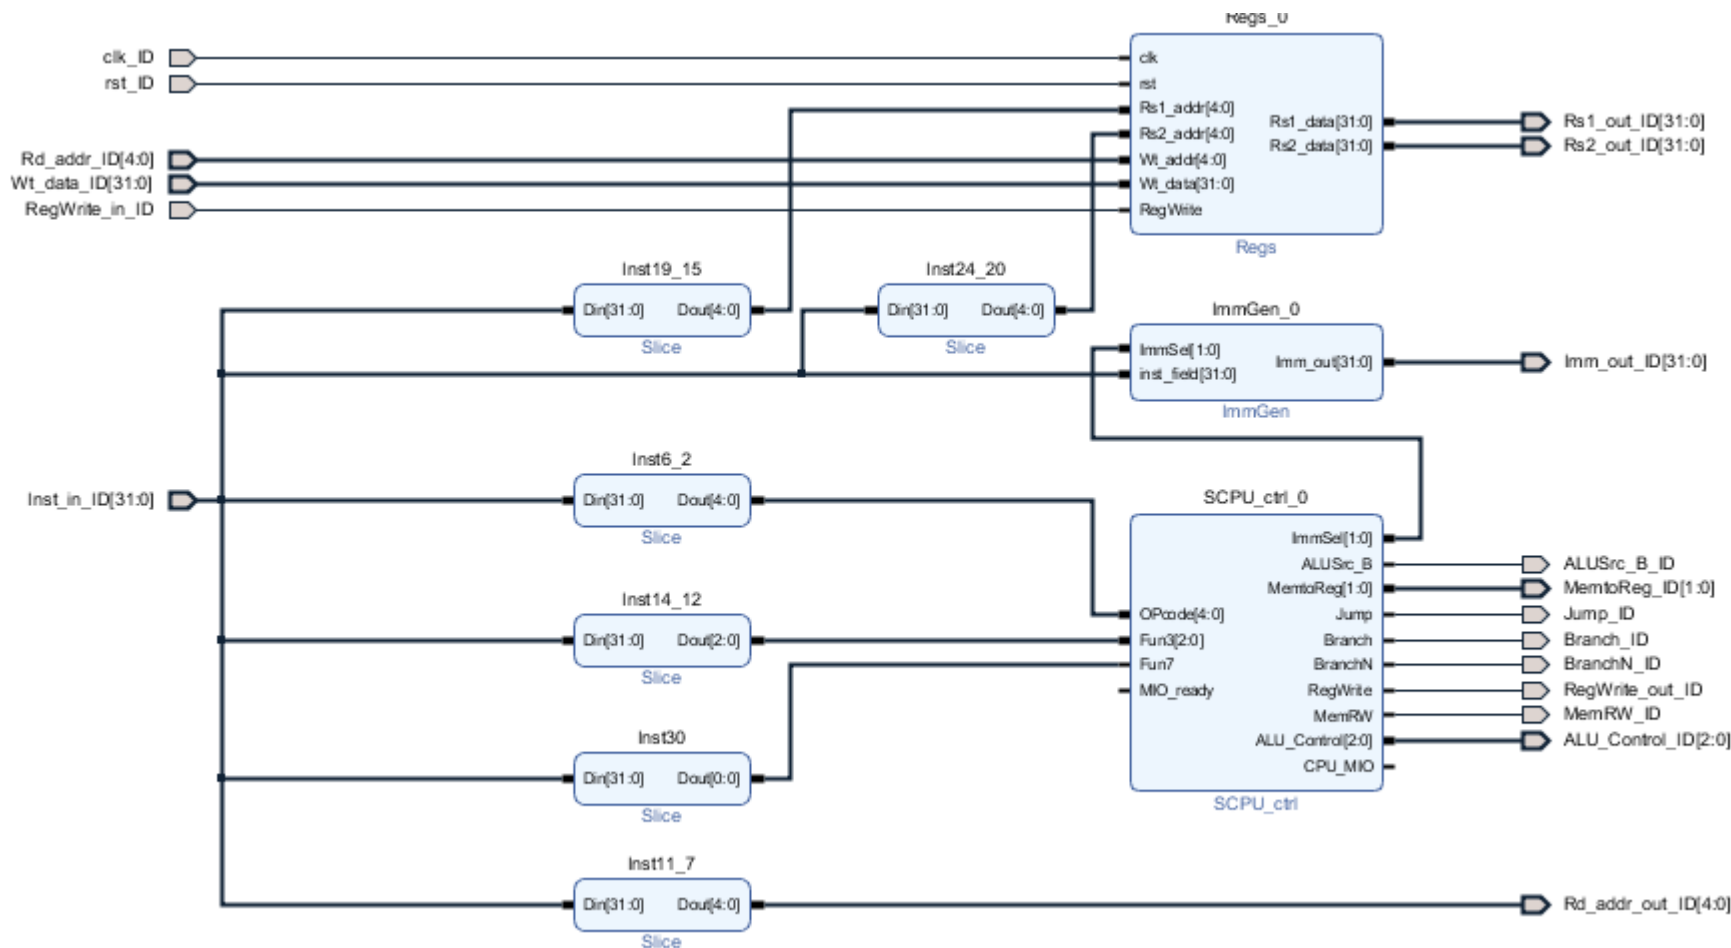 Regs_0
clk_ID
rst_ID
Rd_addr_ID[4:0]
Wt_data_ID[31:0]
RegWrite_in_ID
clk
rst
Rs1_addr[4:0]
Rs2_addr[4:0]
Wt_addr[4:0]
Wt_data[31:0]
RegWrite
Rs1_data[31:0]
Rs2_data[31:0]
Regs
Rs1_out_ID[31:0]
Rs2_out_ID[31:0]
Inst19_15
Din[31:0] Dout[4:0]
Slice
Inst24_20
Din[31:0] Dout[4:0]
Slice
ImmGen_0
ImmSel[1:0]
inst_field[31:0]
Imm_out[31:0]
ImmGen
Imm_out_ID[31:0]
Inst_in_ID[31:0]
Inst6_2
Din[31:0] Dout[4:0]
Slice
Inst14_12
Din[31:0] Dout[2:0]
Slice
Inst30
Din[31:0] Dout[0:0]
Slice
Inst11_7
Din[31:0] Dout[4:0]
Slice
SCPU_ctrl_0
OPcode[4:0]
Fun3[2:0]
Fun7
MIO_ready
ImmSel[1:0]
ALUSrc_B
MemtoReg[1:0]
Jump
Branch
BranchN
RegWrite
MemRW
ALU_Control[2:0]
CPU_MIO
SCPU_ctrl
ALUSrc_B_ID
MemtoReg_ID[1:0]
Jump_ID
Branch_ID
BranchN_ID
RegWrite_out_ID
MemRW_ID
ALU_Control_ID[2:0]
Rd_addr_out_ID[4:0]